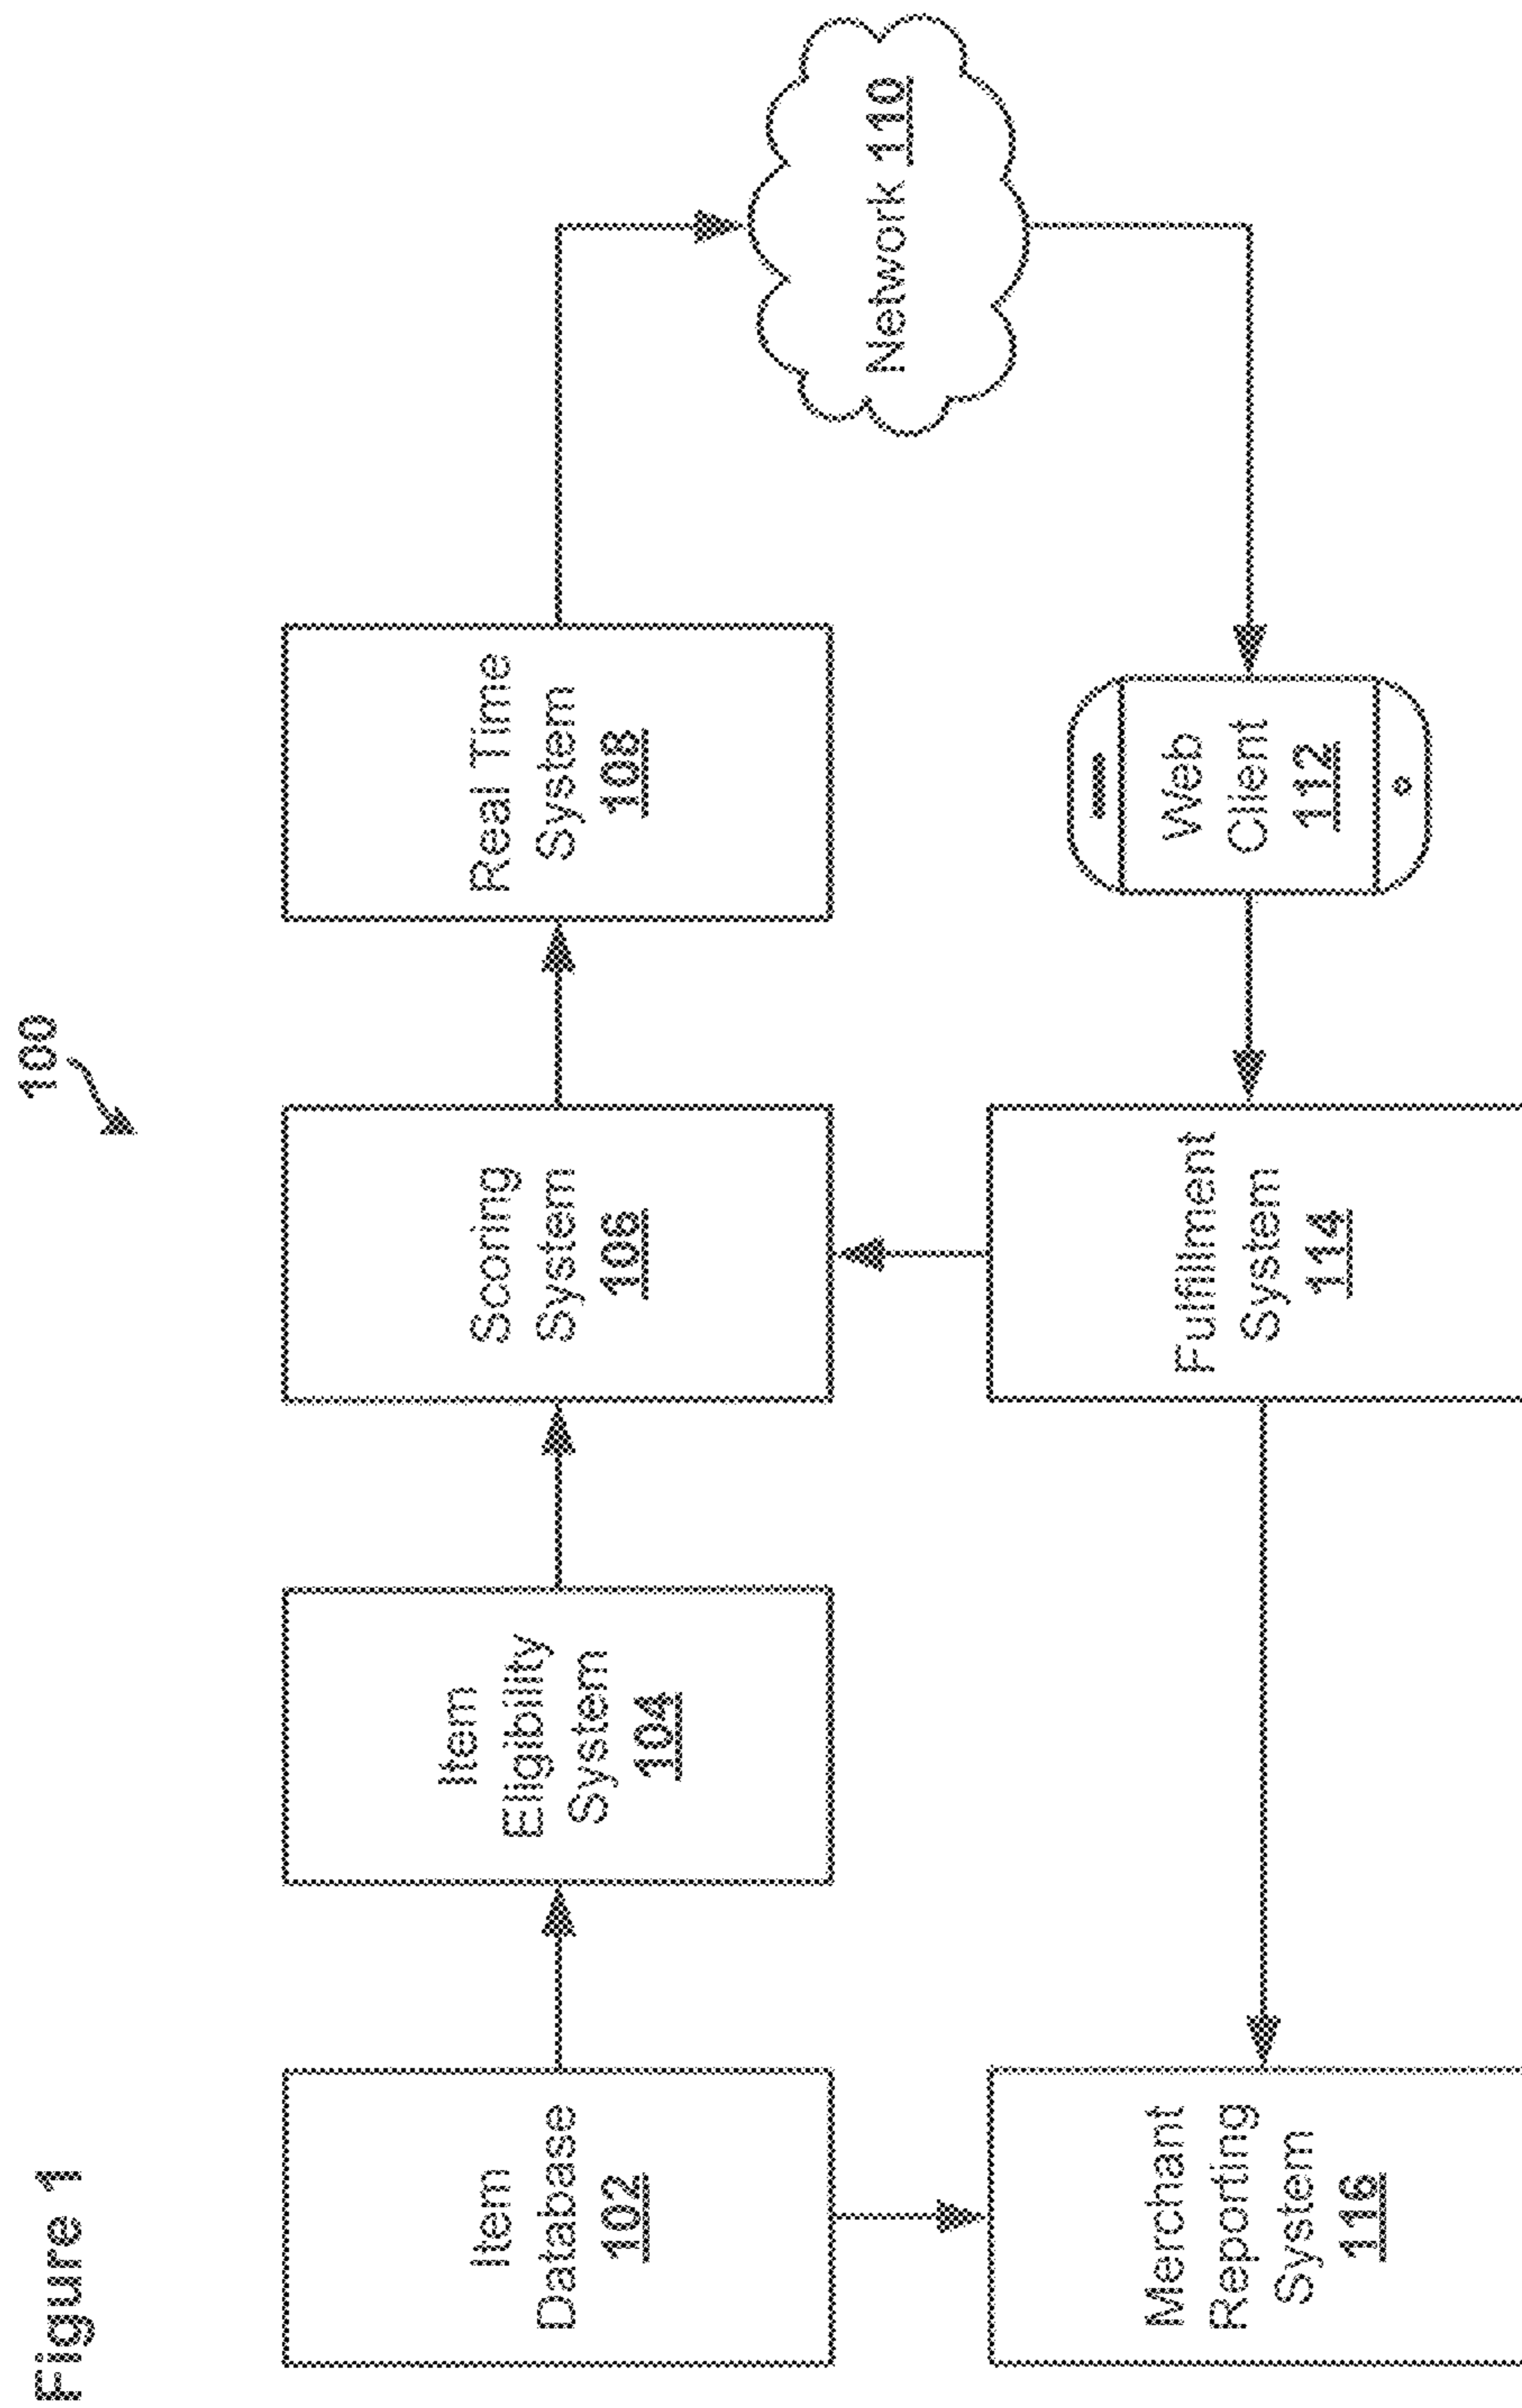 Figure 1
100
Item
Database
102
Item
Eligibility
System
104
Scoring
System
106
Real Time
System
108
Network 110
Merchant
Reporting
System
116
Fulfillment
System
114
Web
Client
112